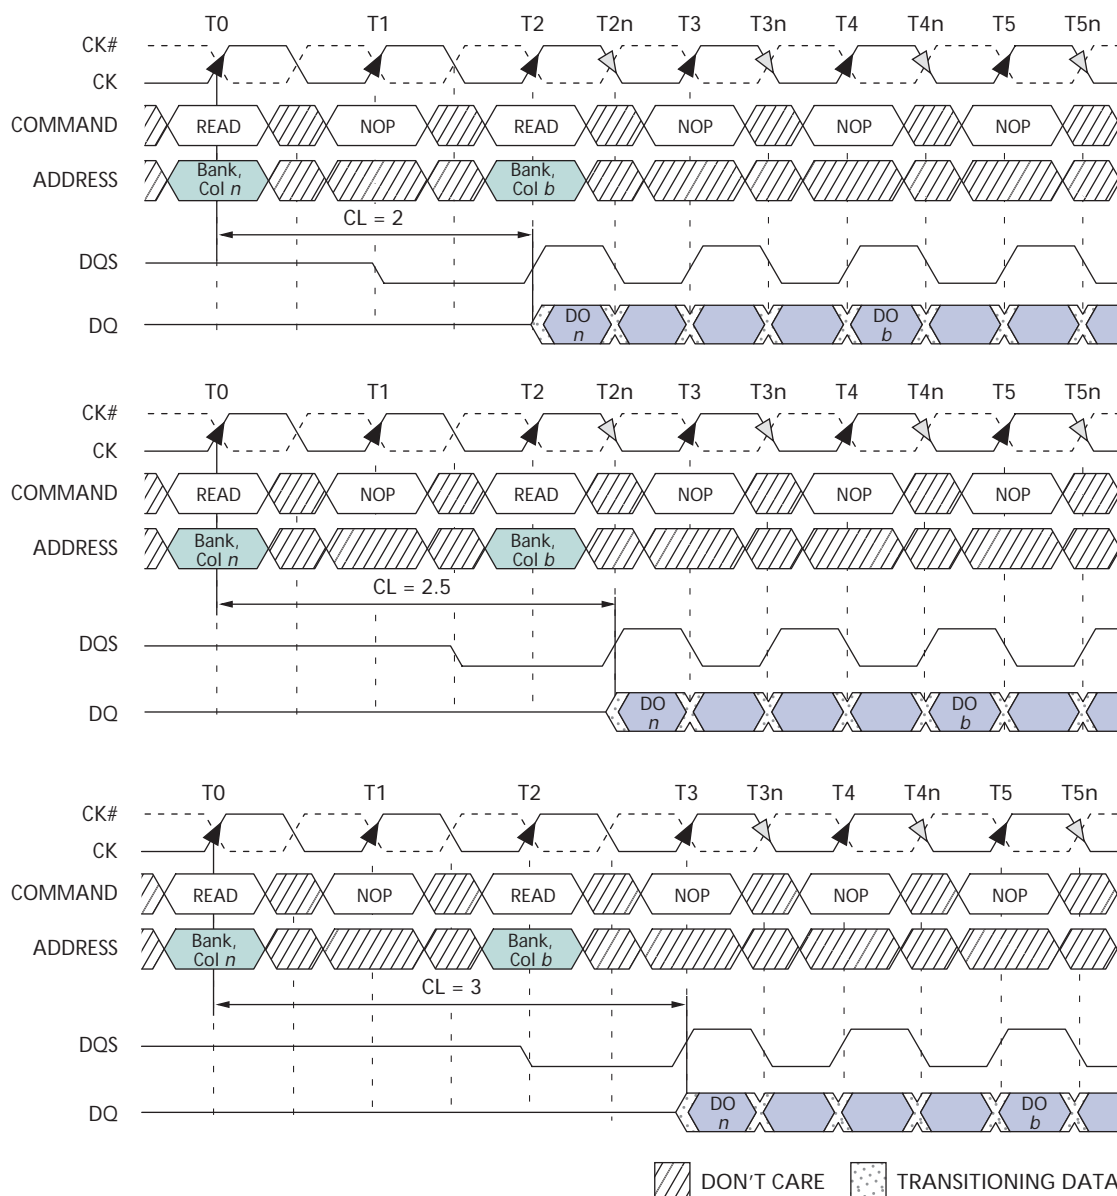 T0 T1 T2 T2n T3 T3n T4 T4n T5 T5n
CK#
CK
COMMAND READ NOP READ NOP NOP NOP
ADDRESS Bank, Col n Bank, Col b
CL = 2
DQS
DQ DO n DO b
T0 T1 T2 T2n T3 T3n T4 T4n T5 T5n
CK#
CK
COMMAND READ NOP READ NOP NOP NOP
ADDRESS Bank, Col n Bank, Col b
CL = 2.5
DQS
DQ DO n DO b
T0 T1 T2 T3 T3n T4 T4n T5 T5n
CK#
CK
COMMAND READ NOP READ NOP NOP NOP
ADDRESS Bank, Col n Bank, Col b
CL = 3
DQS
DQ DO n DO b
DON'T CARE TRANSITIONING DATA